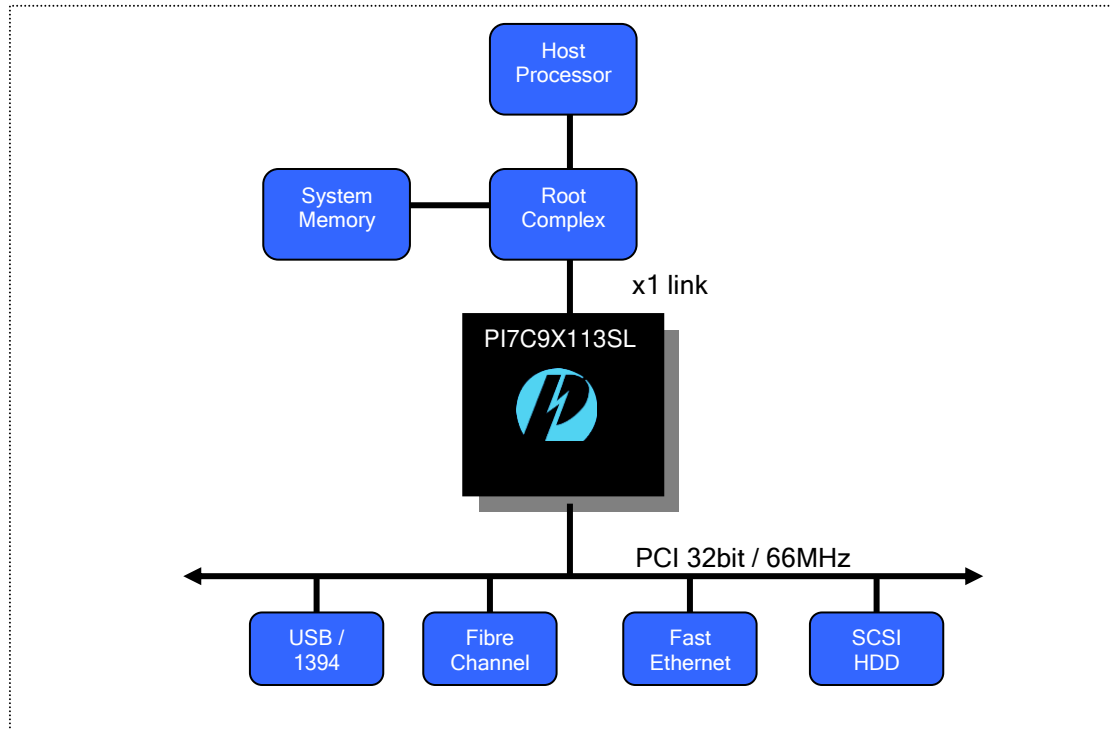 Host
Processor
System
Memory
Root
Complex
x1 link
PI7C9X113SL
PCI 32bit / 66MHz
USB /
1394
Fibre
Channel
Fast
Ethernet
SCSI
HDD